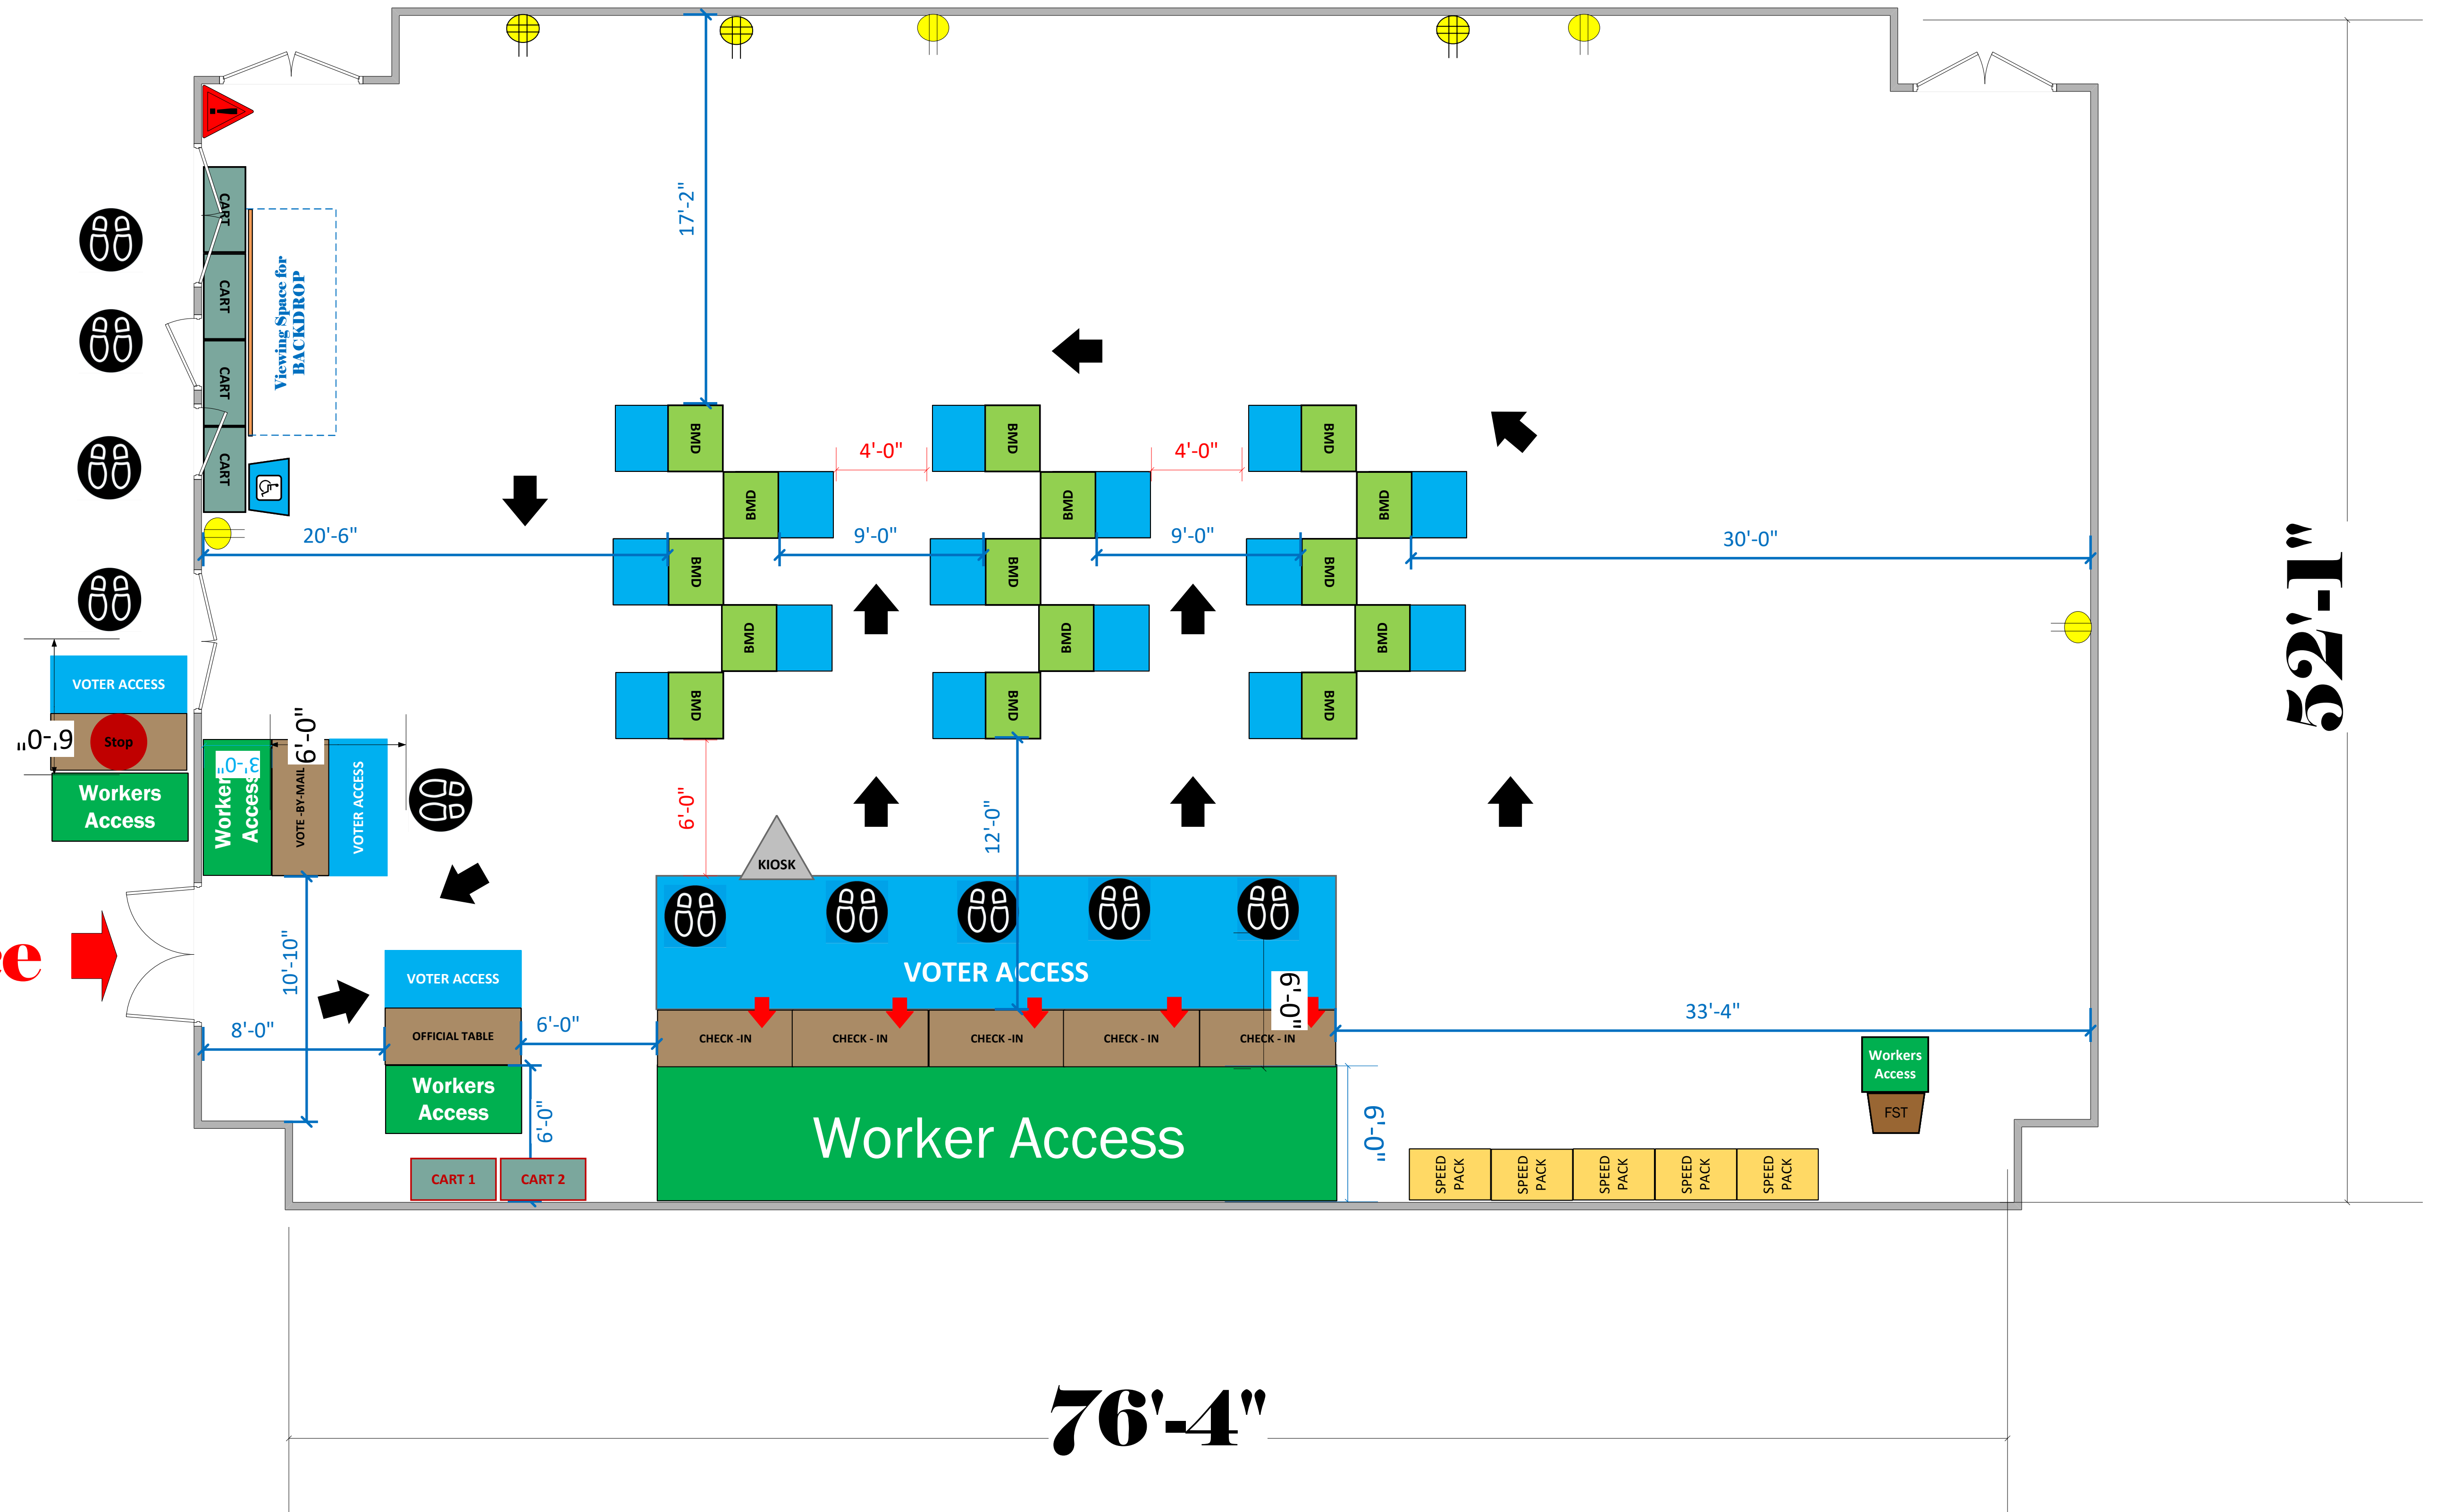 !
17'-2"
CART
CART
CART
CART
Viewing Space for
BACKDROP
BMD
BMD
BMD
4'-0"
4'-0"
BMD
BMD
BMD
20'-6"
9'-0"
9'-0"
30'-0"
BMD
BMD
BMD
BMD
BMD
BMD
BMD
BMD
BMD
52'-1"
VOTER ACCESS
6'-0"
Stop
Workers
Access
3'-0"
6'-0"
Worker
Access
VOTE -BY-MAIL
VOTER ACCESS
6'-0"
12'-0"
KIOSK
10'-10"
VOTER ACCESS
VOTER ACCESS
6'-0"
8'-0"
OFFICIAL TABLE
6'-0"
CHECK -IN
CHECK - IN
CHECK -IN
CHECK - IN
CHECK - IN
33'-4"
Workers
Access
Workers
Access
FST
6'-0"
Worker Access
6'-0"
CART 1
CART 2
SPEED
PACK
SPEED
PACK
SPEED
PACK
SPEED
PACK
SPEED
PACK
76'-4"